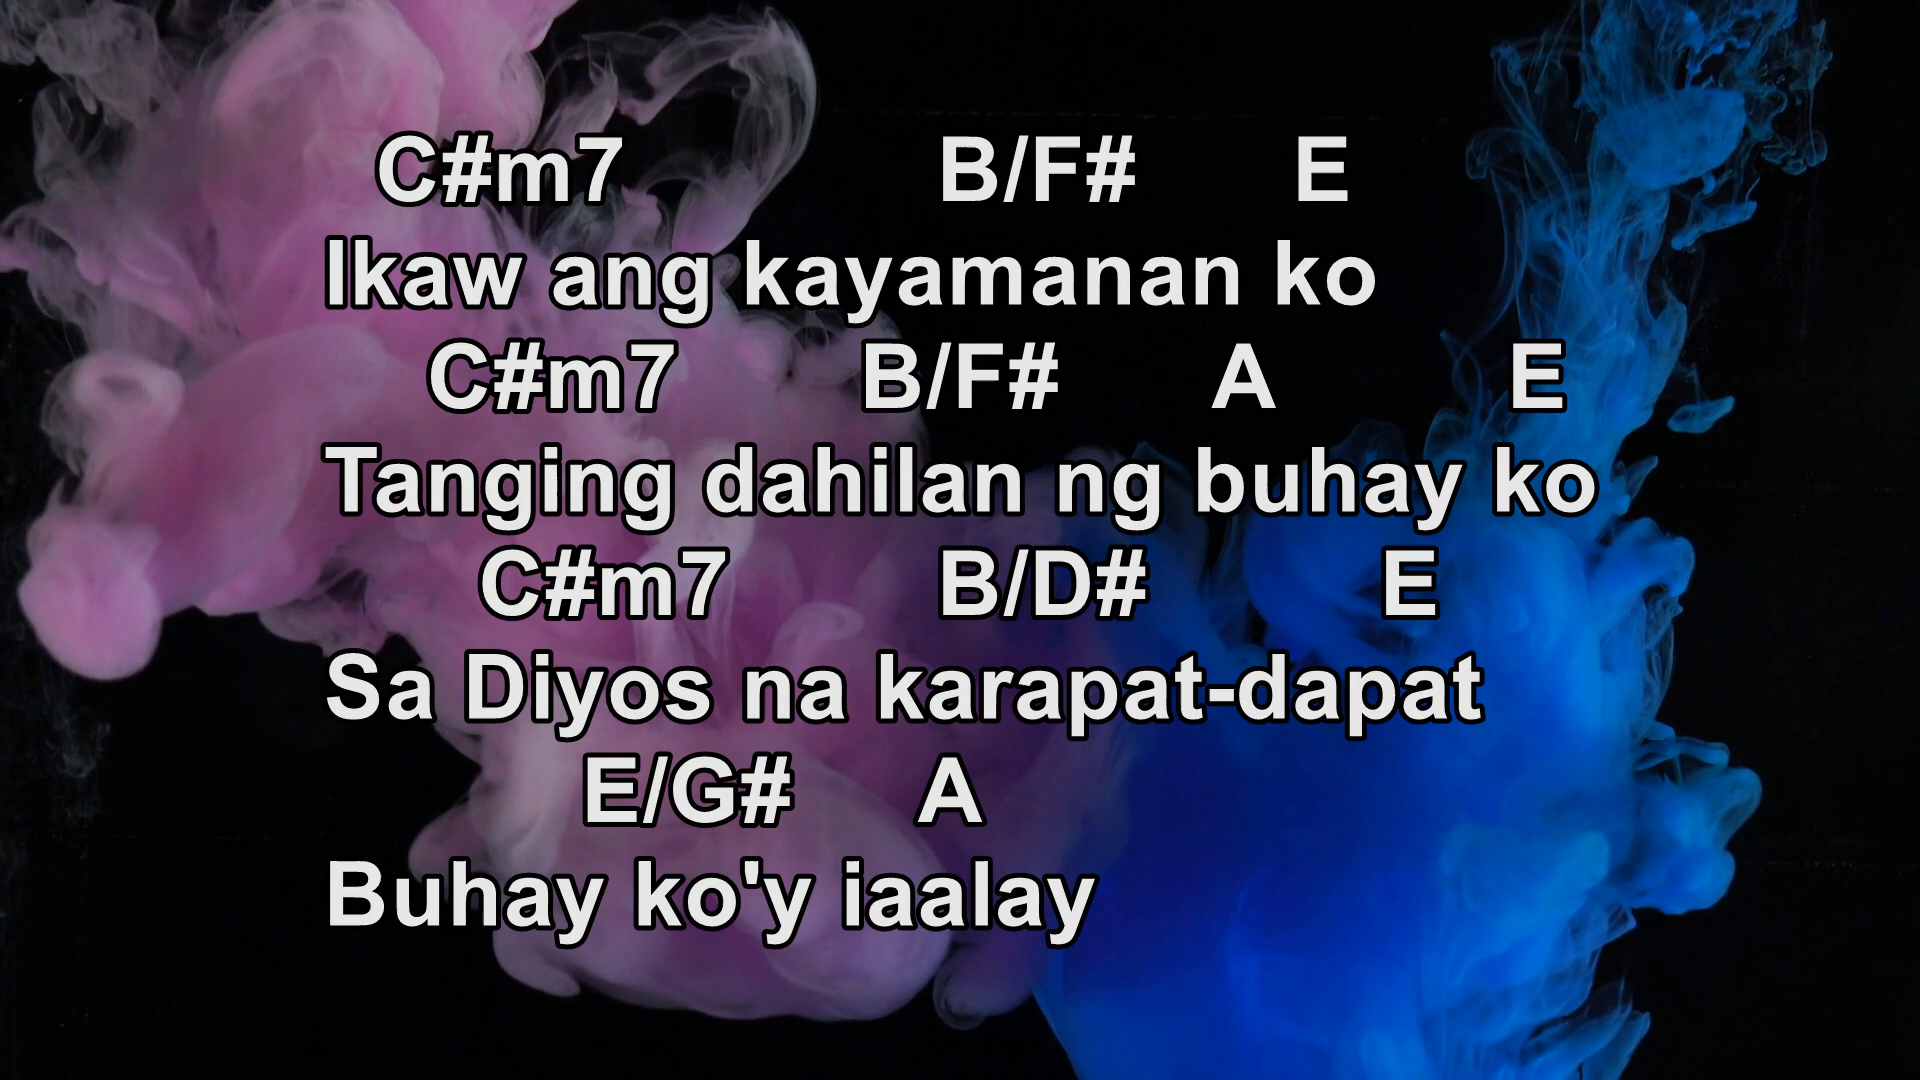 C#m7 B/F# E
Ikaw ang kayamanan ko
C#m7 B/F# A E
Tanging dahilan ng buhay ko
C#m7 B/D# E
Sa Diyos na karapat-dapat
E/G# A
Buhay ko'y iaalay